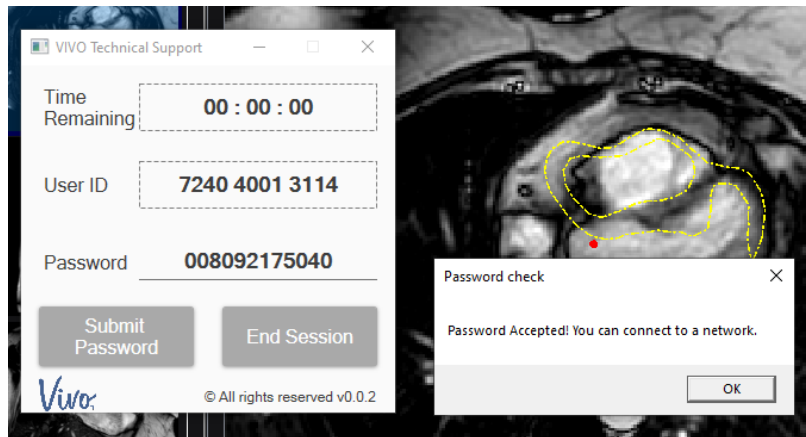 VIVO Technical Support
Time
Remaining
00 : 00 : 00
User ID
7240 4001 3114
Password
008092175040
Submit
Password
End Session
Vivo
© All rights reserved v0.0.2
Password check
Password Accepted! You can connect to a network.
OK